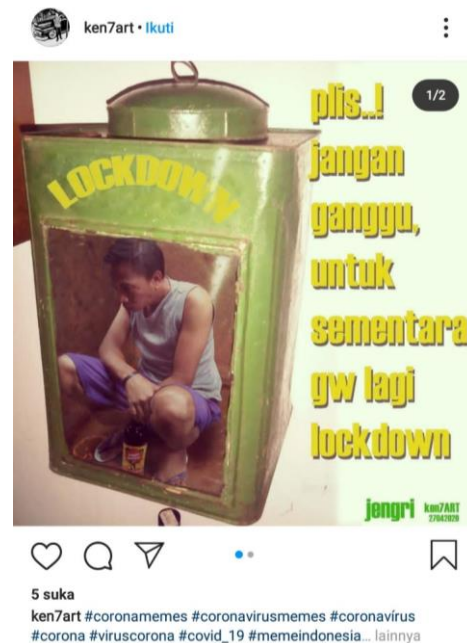 ken7art • Ikuti
1/2
LOCKDOWN
plis..!
jangan
ganggu,
untuk
sementara
gw lagi
lockdown
jengri ken7ART
27042020
5 suka
ken7art #coronamemes #coronavirusmemes #coronavírus
#corona #viruscorona #covid_19 #memeindonesia... lainnya